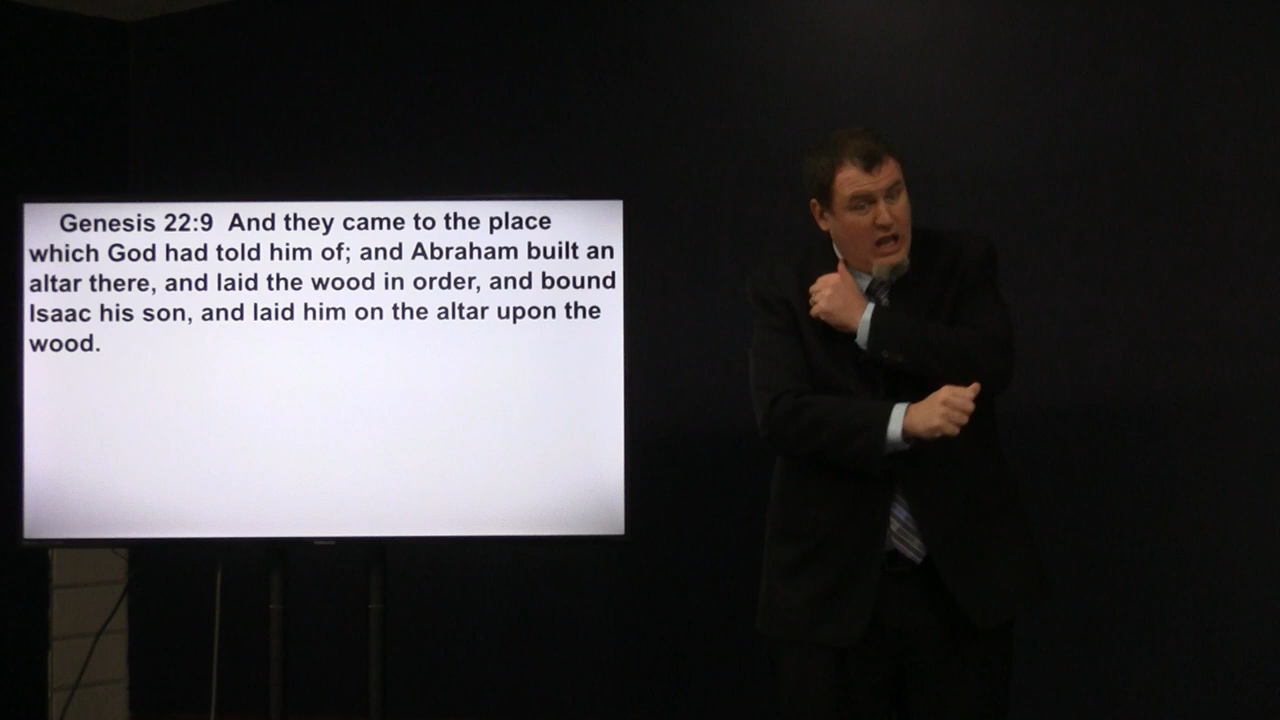 Genesis 22:9  And they came to the place
which God had told him of; and Abraham built an
altar there, and laid the wood in order, and bound
Isaac his son, and laid him on the altar upon the
wood.